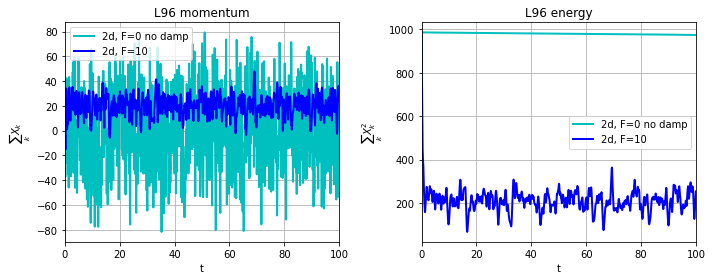 L96 momentum
2d, F=0 no damp
2d, F=10
80
60
40
20
0
−20
−40
−60
−80
∑ₖ Xₖ
0 20 40 60 80 100
t
L96 energy
2d, F=0 no damp
2d, F=10
1000
800
600
400
200
∑ₖ Xₖ²
0 20 40 60 80 100
t